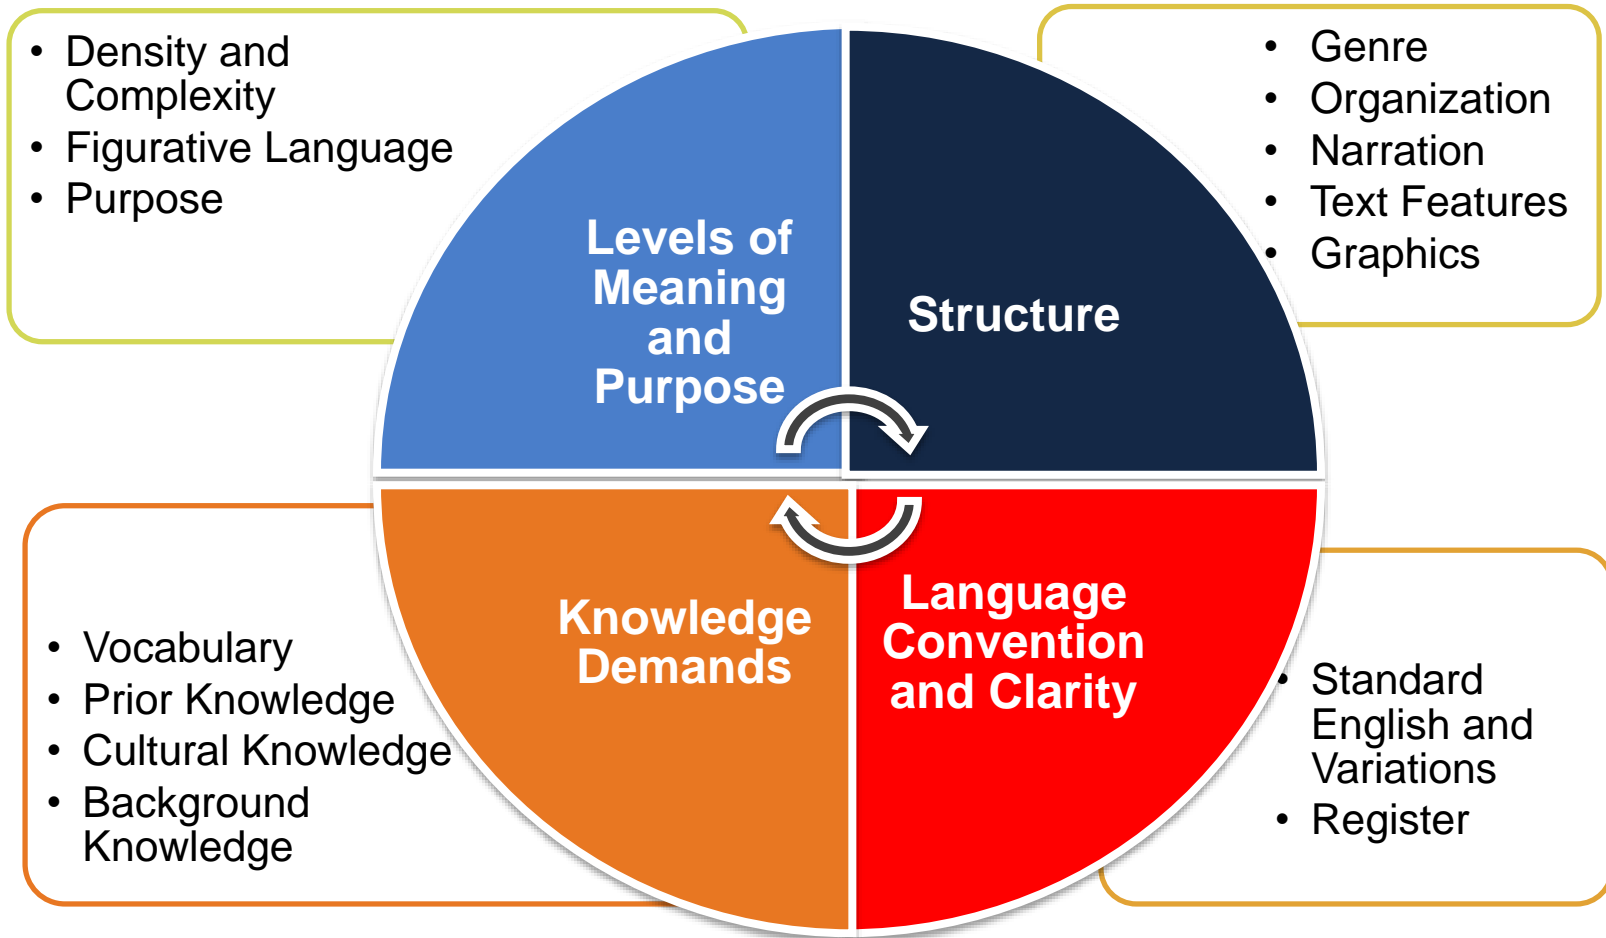 • Density and
Complexity
• Figurative Language
• Purpose
Levels of
Meaning
and
Purpose
• Genre
• Organization
• Narration
• Text Features
• Graphics
Structure
• Vocabulary
• Prior Knowledge
• Cultural Knowledge
• Background
Knowledge
Knowledge
Demands
Language
Convention
and Clarity
• Standard
English and
Variations
• Register